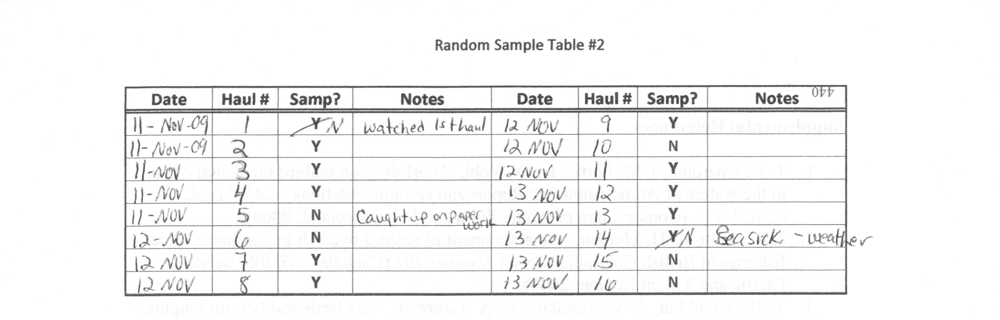 Random Sample Table #2
Date Haul # Samp? Notes Date Haul # Samp? Notes 440
11-Nov-09 1 Y N watched 1st haul 12 NOV 9 Y
11-Nov-09 2 Y 12 NOV 10 N
11-NOV 3 Y 12 NOV 11 Y
11-NOV 4 Y 13 NOV 12 Y
11-NOV 5 N Caught up on paper work 13 NOV 13 Y
12-NOV 6 N 13 NOV 14 Y N Seasick - weather
12 NOV 7 Y 13 NOV 15 N
12 NOV 8 Y 13 NOV 16 N